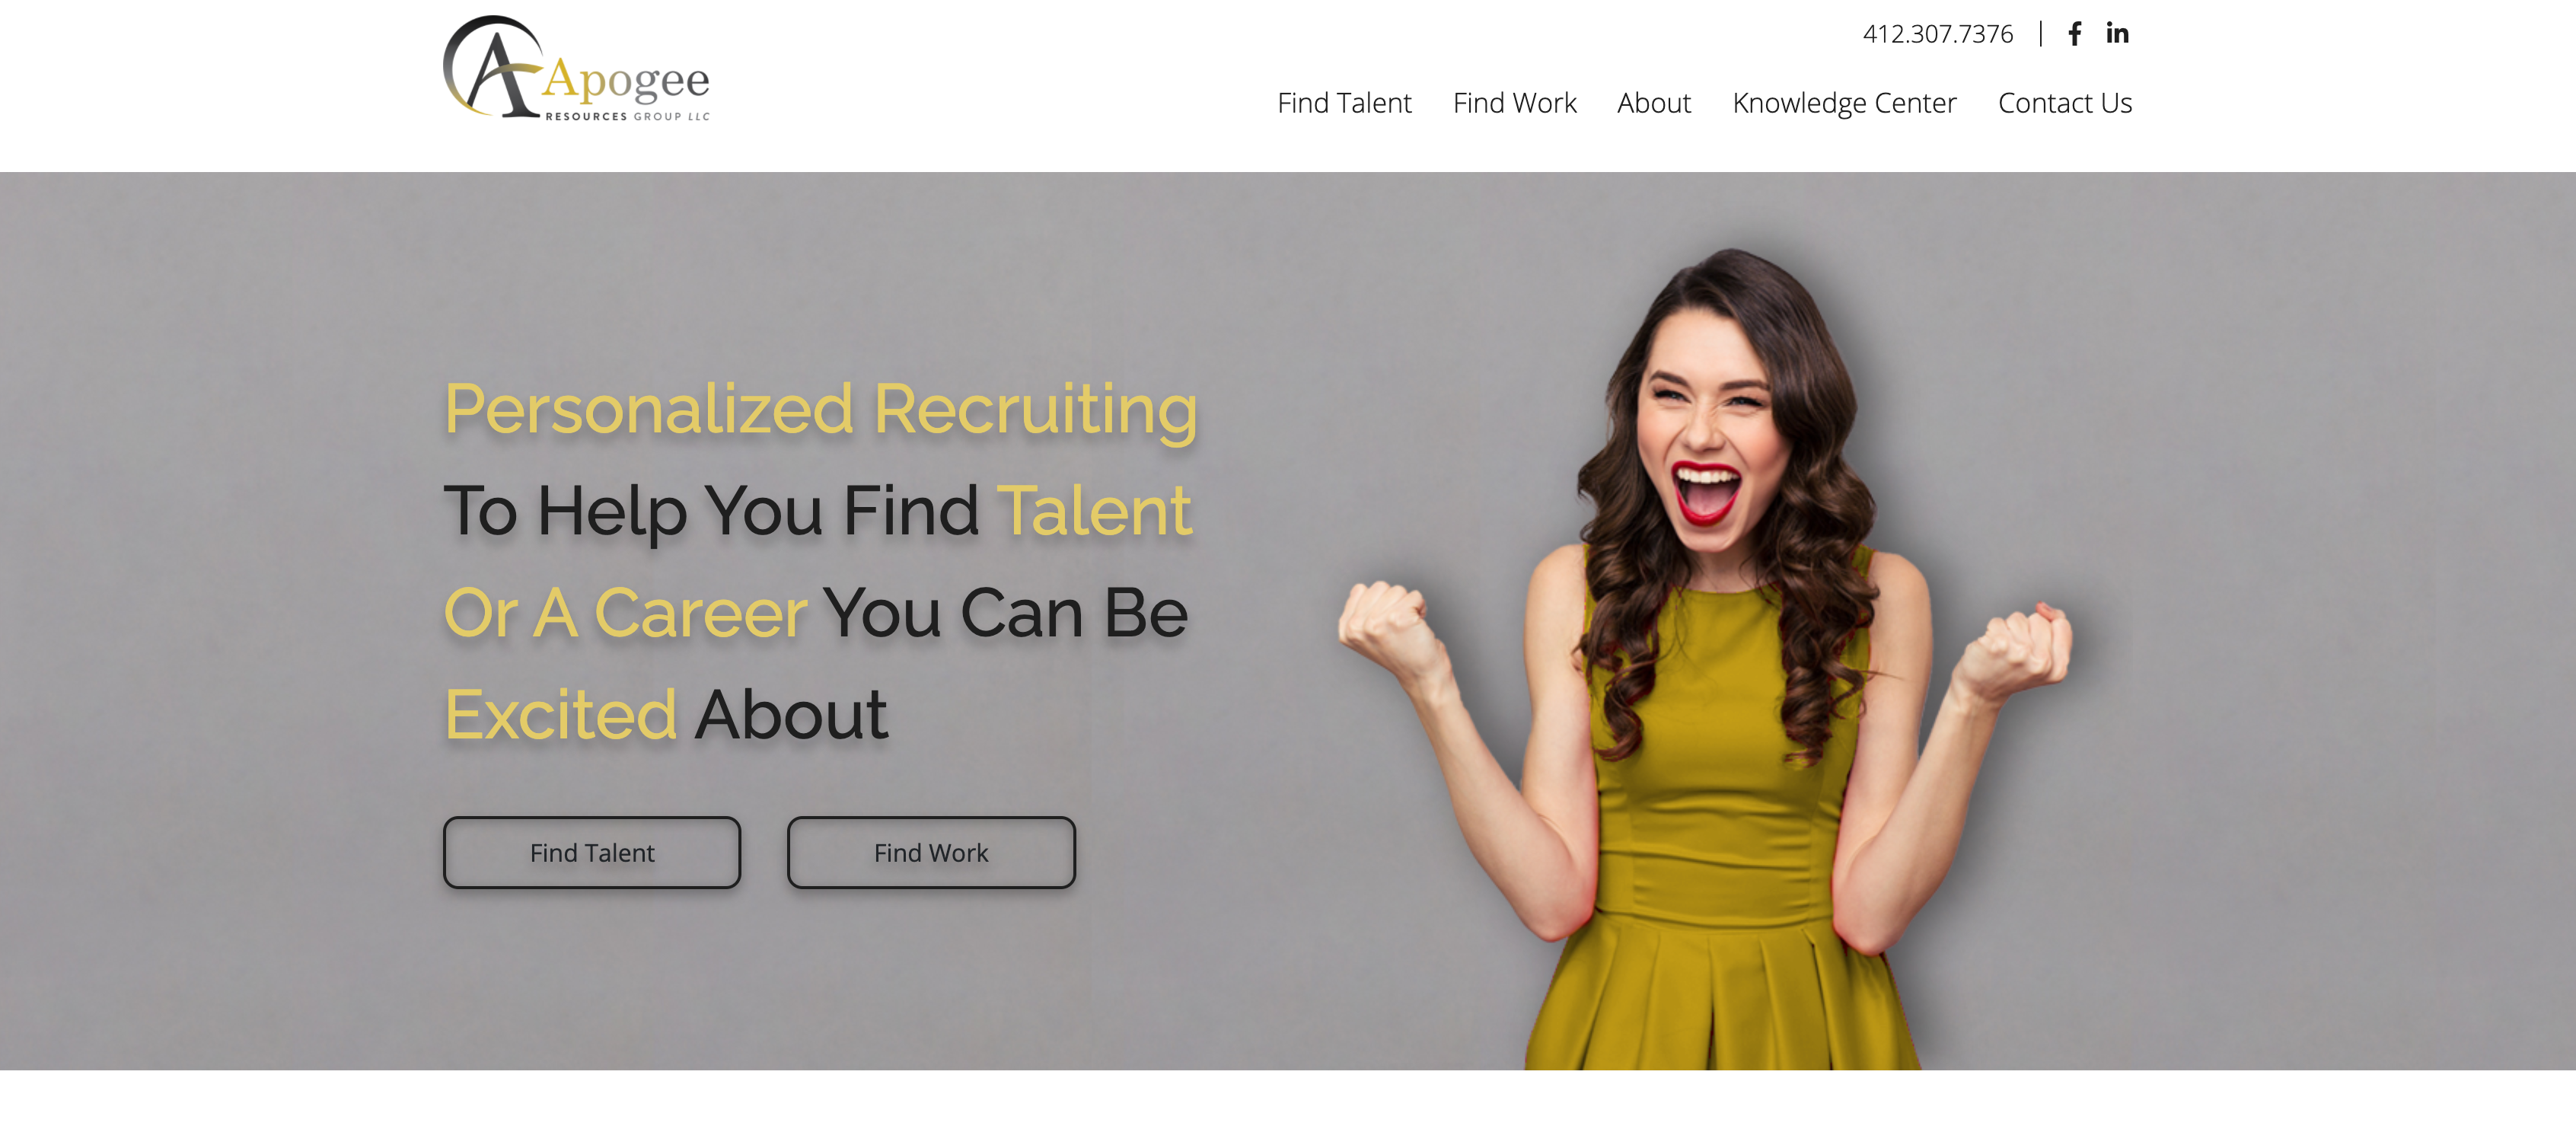 Apogee
RESOURCES GROUP LLC
412.307.7376
Find Talent
Find Work
About
Knowledge Center
Contact Us
Personalized Recruiting
To Help You Find Talent
Or A Career You Can Be
Excited About
Find Talent
Find Work